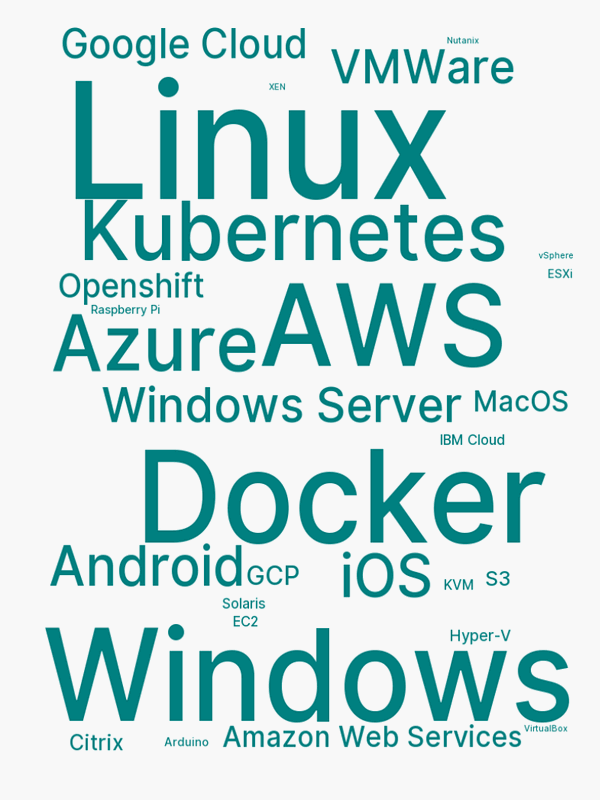 Google Cloud
Nutanix
VMWare
XEN
Linux
Kubernetes
vSphere
ESXi
Openshift
Raspberry Pi
AWS
Azure
Windows Server
MacOS
IBM Cloud
Docker
Android
GCP
iOS
KVM
S3
Solaris
EC2
Hyper-V
Windows
VirtualBox
Citrix
Arduino
Amazon Web Services